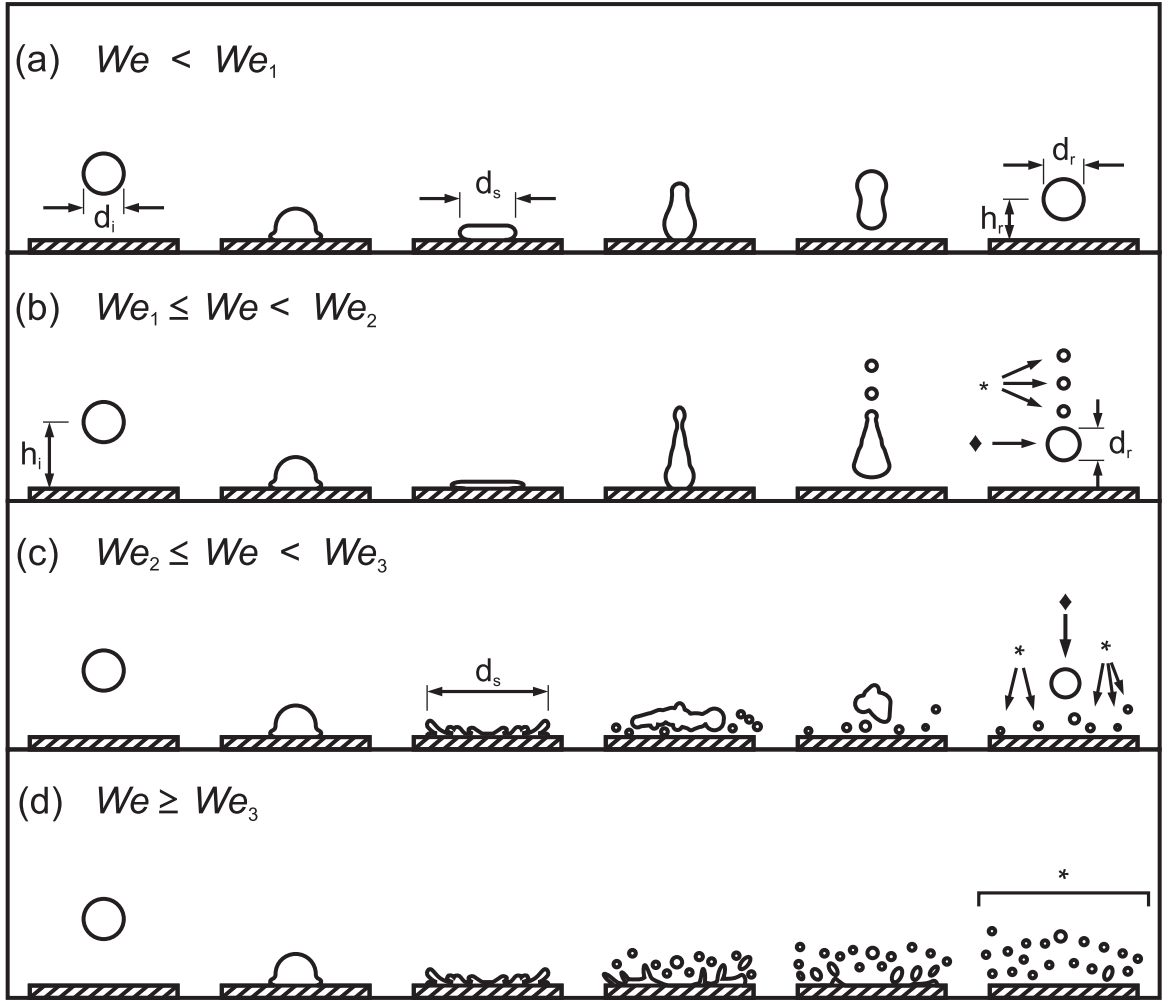 (a) We < We₁
dᵢ
dₛ
dᵣ
hᵣ
(b) We₁ ≤ We < We₂
hᵢ
*
♦
dᵣ
(c) We₂ ≤ We < We₃
dₛ
♦
* *
(d) We ≥ We₃
*